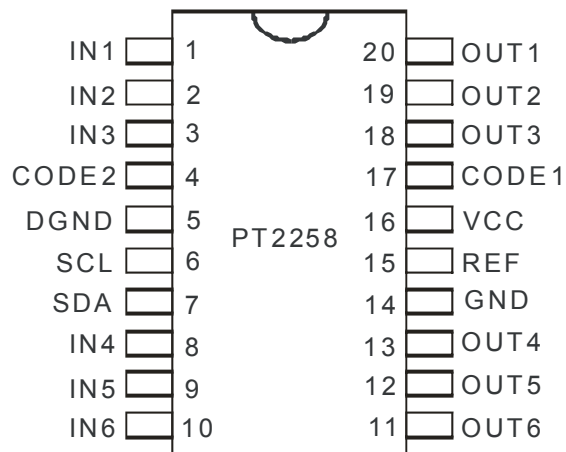 IN1 1 20 OUT1
IN2 2 19 OUT2
IN3 3 18 OUT3
CODE2 4 17 CODE1
DGND 5 16 VCC
PT2258
SCL 6 15 REF
SDA 7 14 GND
IN4 8 13 OUT4
IN5 9 12 OUT5
IN6 10 11 OUT6